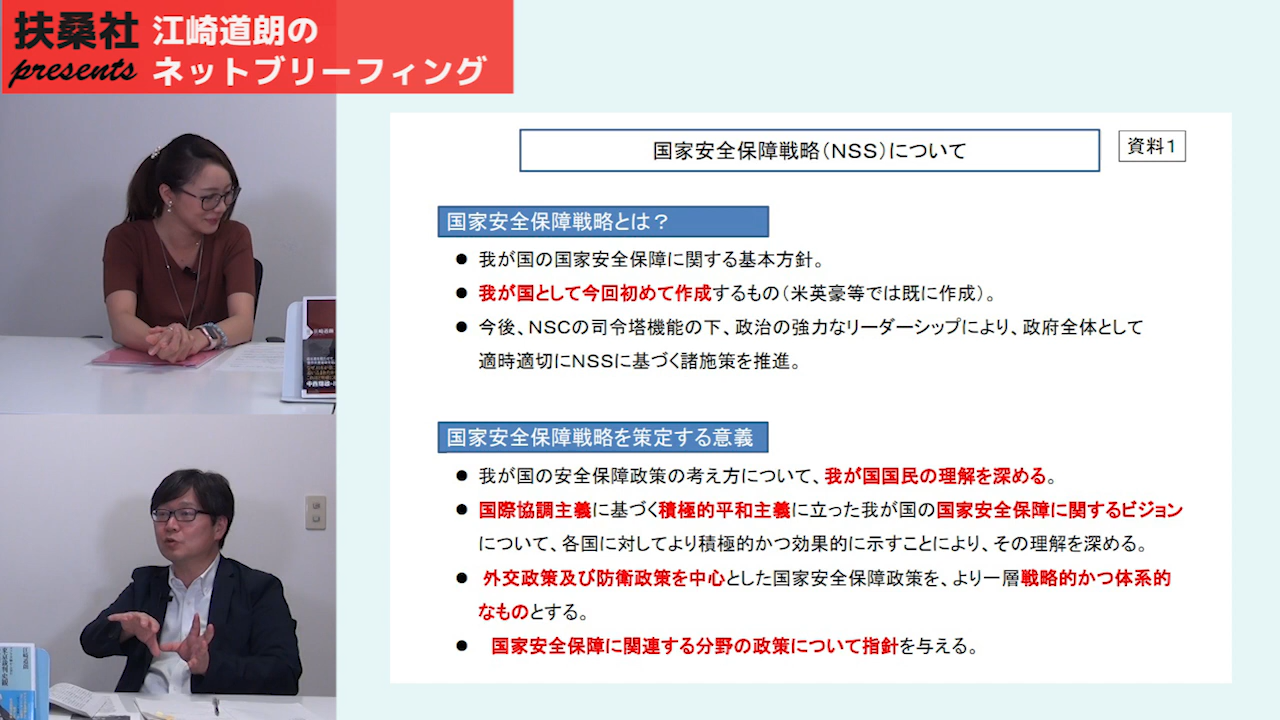 扶桑社
presents
江崎道朗の
ネットブリーフィング
国家安全保障戦略(NSS)について
資料1
国家安全保障戦略とは?
● 我が国の国家安全保障に関する基本方針。
● 我が国として今回初めて作成するもの(米英豪等では既に作成)。
● 今後、NSCの司令塔機能の下、政治の強力なリーダーシップにより、政府全体として
適時適切にNSSに基づく諸施策を推進。
国家安全保障戦略を策定する意義
● 我が国の安全保障政策の考え方について、我が国国民の理解を深める。
● 国際協調主義に基づく積極的平和主義に立った我が国の国家安全保障に関するビジョン
について、各国に対してより積極的かつ効果的に示すことにより、その理解を深める。
● 外交政策及び防衛政策を中心とした国家安全保障政策を、より一層戦略的かつ体系的
なものとする。
● 国家安全保障に関連する分野の政策について指針を与える。
江崎道朗
江崎道朗